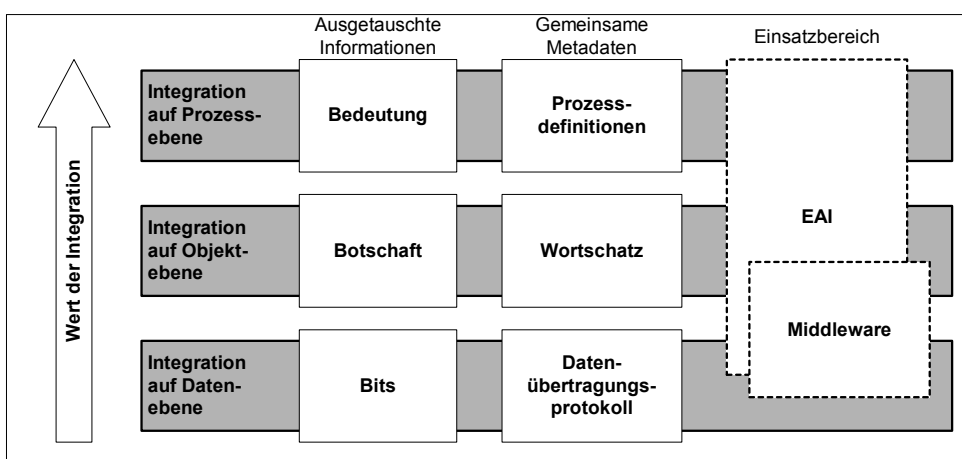 Ausgetauschte
Informationen
Gemeinsame
Metadaten
Einsatzbereich
Wert der Integration
Integration
auf Prozess-
ebene
Bedeutung
Prozess-
definitionen
Integration
auf Objekt-
ebene
Botschaft
Wortschatz
EAI
Middleware
Integration
auf Daten-
ebene
Bits
Daten-
übertragungs-
protokoll